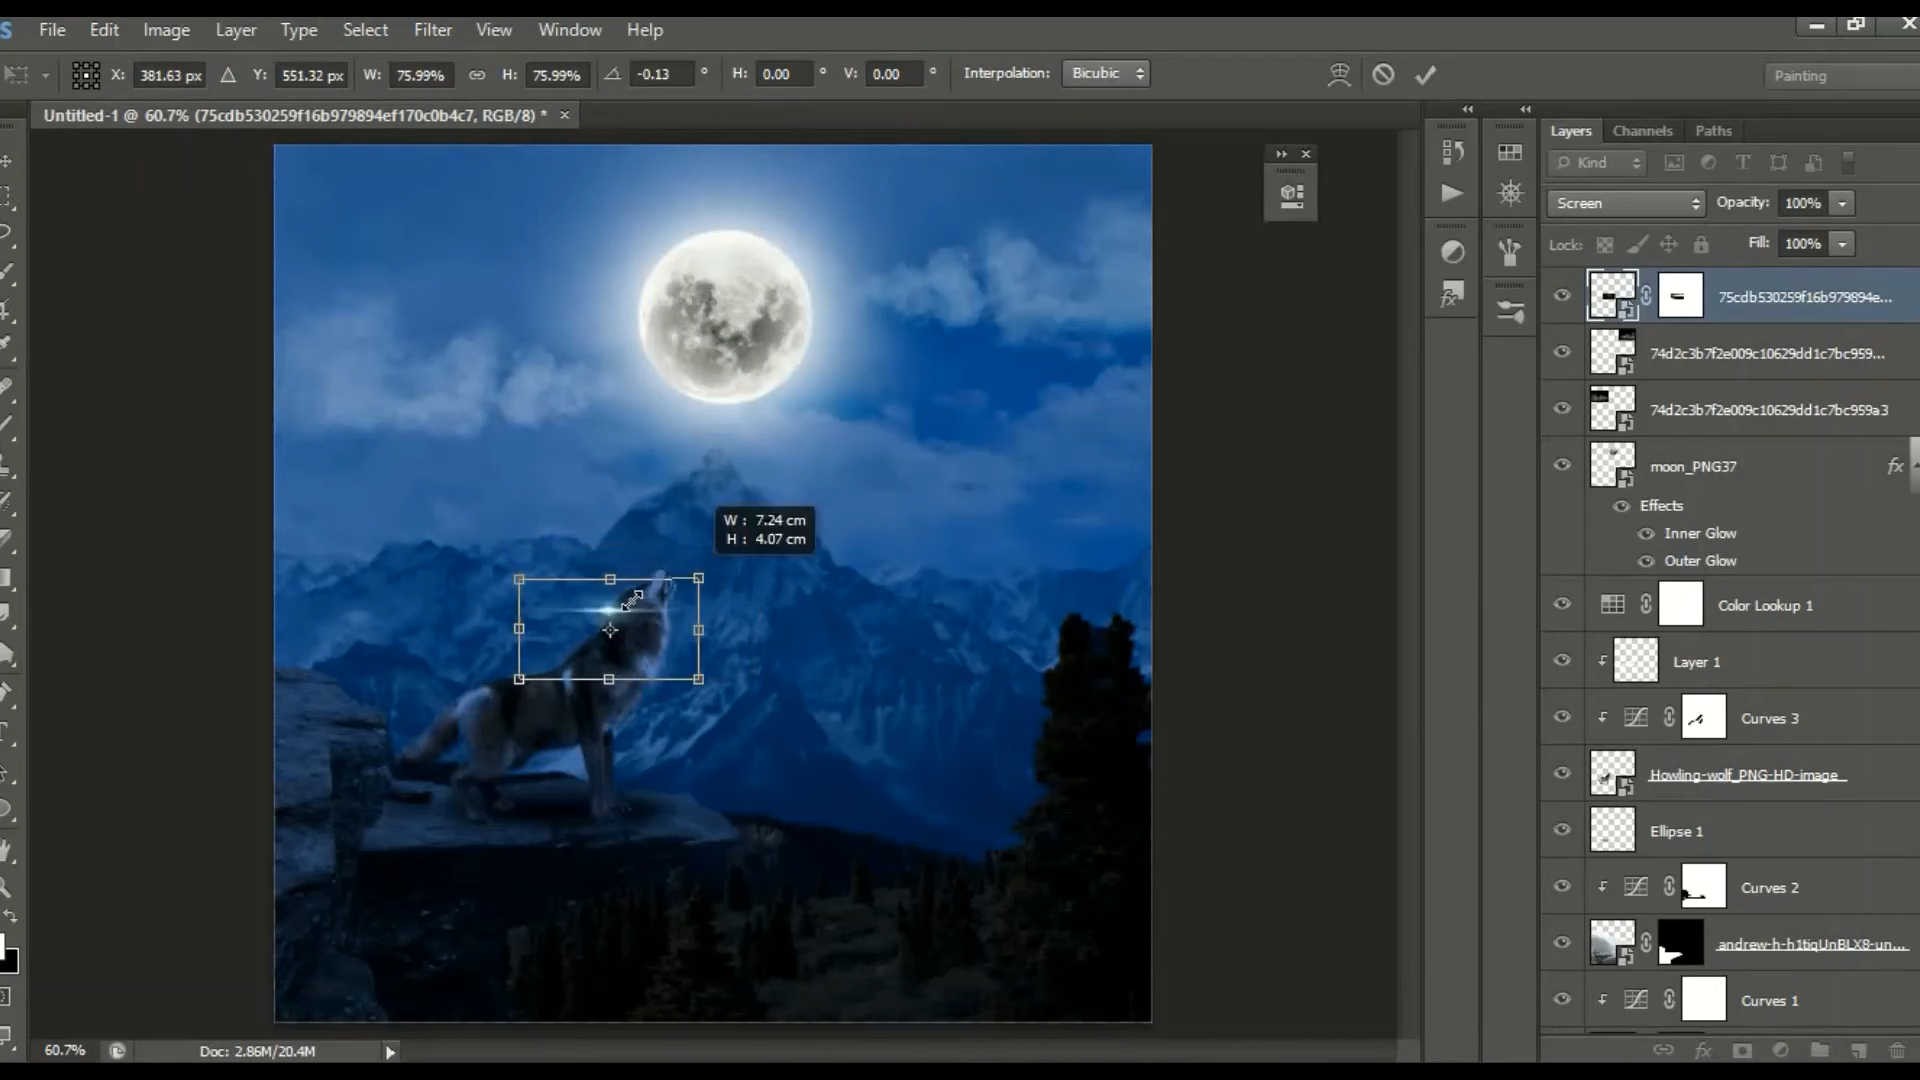 S File Edit Image Layer Type Select Filter View Window Help
X: 381.63 px Y: 551.32 px W: 75.99% H: 75.99% -0.13 ° H: 0.00 ° V: 0.00 ° Interpolation: Bicubic Painting
Untitled-1 @ 60.7% (75cdb530259f16b979894ef170c0b4c7, RGB/8) *
Layers Channels Paths
Kind
Screen Opacity: 100%
Lock: Fill: 100%
75cdb530259f16b979894e...
74d2c3b7f2e009c10629dd1c7bc959...
74d2c3b7f2e009c10629dd1c7bc959a3
moon_PNG37 fx
Effects
Inner Glow
Outer Glow
W : 7.24 cm
H : 4.07 cm
Color Lookup 1
Layer 1
Curves 3
Howling-wolf_PNG-HD-image
Ellipse 1
Curves 2
andrew-h-h1tiqUnBLX8-un...
Curves 1
60.7% Doc: 2.86M/20.4M